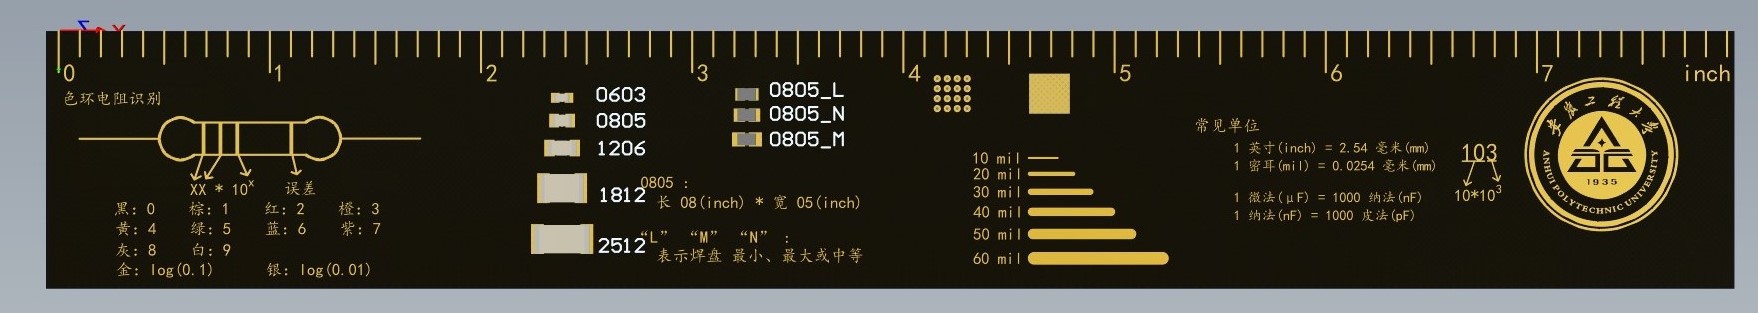 0 1 2 3 4 5 6 7 inch
色环电阻识别
XX * 10^x 误差
黑: 0 棕: 1 红: 2 橙: 3
黄: 4 绿: 5 蓝: 6 紫: 7
灰: 8 白: 9
金: log(0.1) 银: log(0.01)
0603
0805
1206
1812
2512
0805_L
0805_N
0805_M
0805 :
长 08(inch) * 宽 05(inch)
“L” “M” “N” :
表示焊盘 最小、最大或中等
10 mil
20 mil
30 mil
40 mil
50 mil
60 mil
常见单位
1 英寸(inch) = 2.54 毫米(mm)
1 密耳(mil) = 0.0254 毫米(mm)
1 微法(μF) = 1000 纳法(nF)
1 纳法(nF) = 1000 皮法(pF)
103
10*10^3
安徽工程大学
1935
ANHUI POLYTECHNIC UNIVERSITY